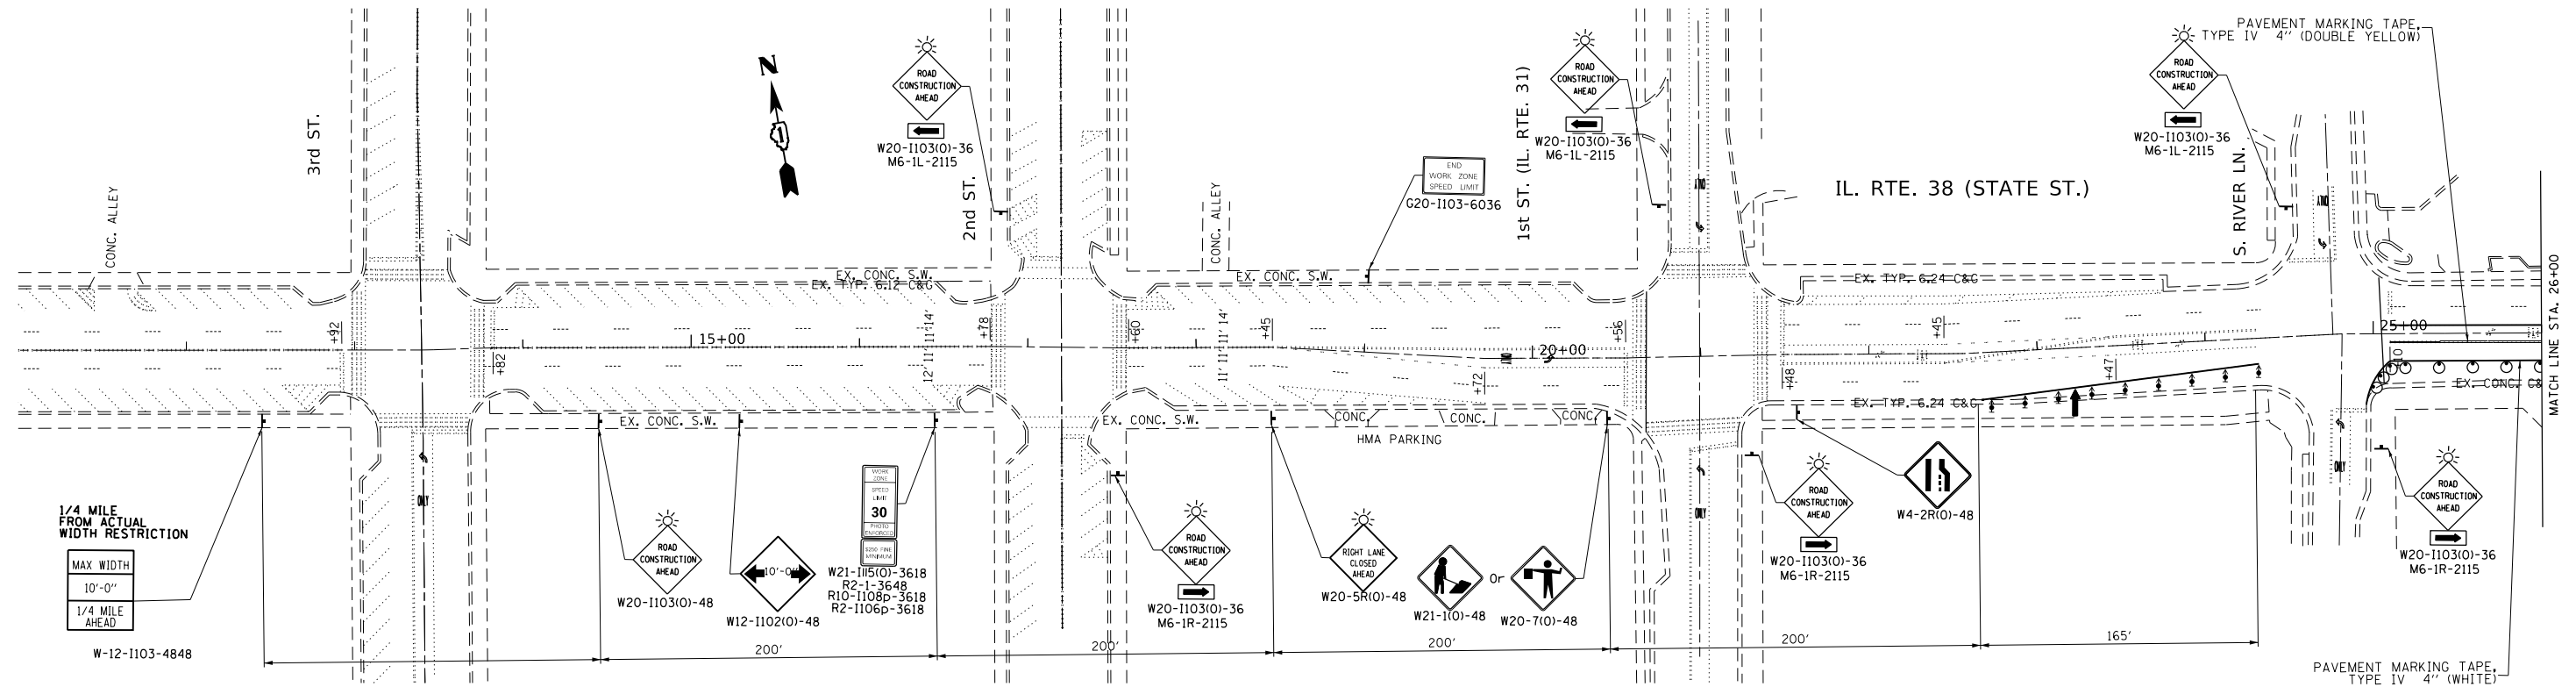 PAVEMENT MARKING TAPE,
TYPE IV 4" (DOUBLE YELLOW)
N
1
ROAD
CONSTRUCTION
AHEAD
W20-I103(O)-36
M6-1L-2115
ROAD
CONSTRUCTION
AHEAD
W20-I103(O)-36
M6-1L-2115
ROAD
CONSTRUCTION
AHEAD
W20-I103(O)-36
M6-1L-2115
3rd ST.
2nd ST.
1st ST. (IL. RTE. 31)
S. RIVER LN.
IL. RTE. 38 (STATE ST.)
END
WORK ZONE
SPEED LIMIT
G20-I103-6036
CONC. ALLEY
CONC. ALLEY
ONLY
ONLY
EX. CONC. S.W.
EX. TYP. 6.12 C&G
EX. CONC. S.W.
EX. TYP. 6.24 C&G
MATCH LINE STA. 26+00
+92
+82
15+00
+78
12' 11' 11' 14'
+60
11' 11' 11' 14'
+45
+72
ONLY
20+00
+56
+48
+45
+47
25+00
+10
EX. CONC. S.W.
EX. CONC. S.W.
CONC.
CONC.
CONC.
HMA PARKING
EX. TYP. 6.24 C&G
EX. CONC. C&
ONLY
ONLY
ONLY
1/4 MILE
FROM ACTUAL
WIDTH RESTRICTION
MAX WIDTH
10'-0"
1/4 MILE
AHEAD
W-12-I103-4848
ROAD
CONSTRUCTION
AHEAD
W20-I103(O)-48
10'-0"
W12-I102(O)-48
WORK
ZONE
SPEED
LIMIT
30
PHOTO
ENFORCED
$250 FINE
MINIMUM
W21-I115(O)-3618
R2-1-3648
R10-I108p-3618
R2-I106p-3618
ROAD
CONSTRUCTION
AHEAD
W20-I103(O)-36
M6-1R-2115
RIGHT LANE
CLOSED
AHEAD
W20-5R(O)-48
W21-1(O)-48
Or
W20-7(O)-48
ROAD
CONSTRUCTION
AHEAD
W20-I103(O)-36
M6-1R-2115
W4-2R(O)-48
ROAD
CONSTRUCTION
AHEAD
W20-I103(O)-36
M6-1R-2115
200'
200'
200'
200'
165'
PAVEMENT MARKING TAPE,
TYPE IV 4" (WHITE)